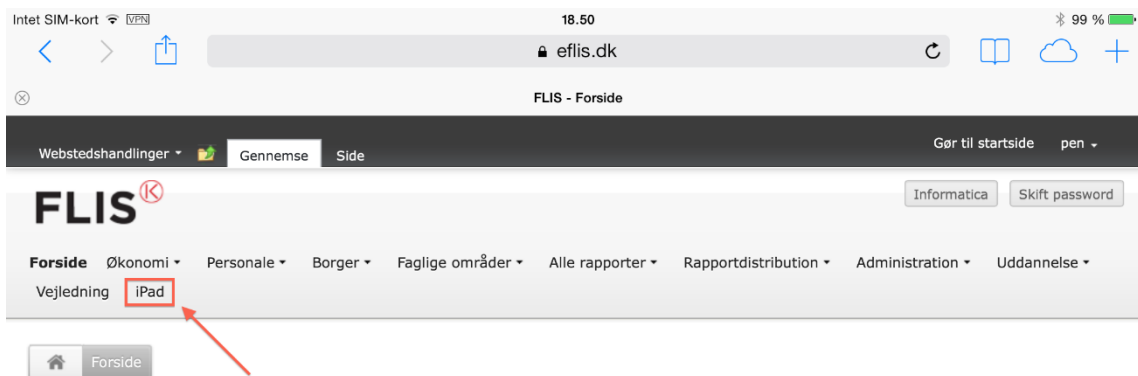 Intet SIM-kort VPN 18.50 99 %
eflis.dk
FLIS - Forside
Webstedshandlinger Gennemse Side Gør til startside pen
FLIS K Informatica Skift password
Forside Økonomi Personale Borger Faglige områder Alle rapporter Rapportdistribution Administration Uddannelse
Vejledning iPad
Forside